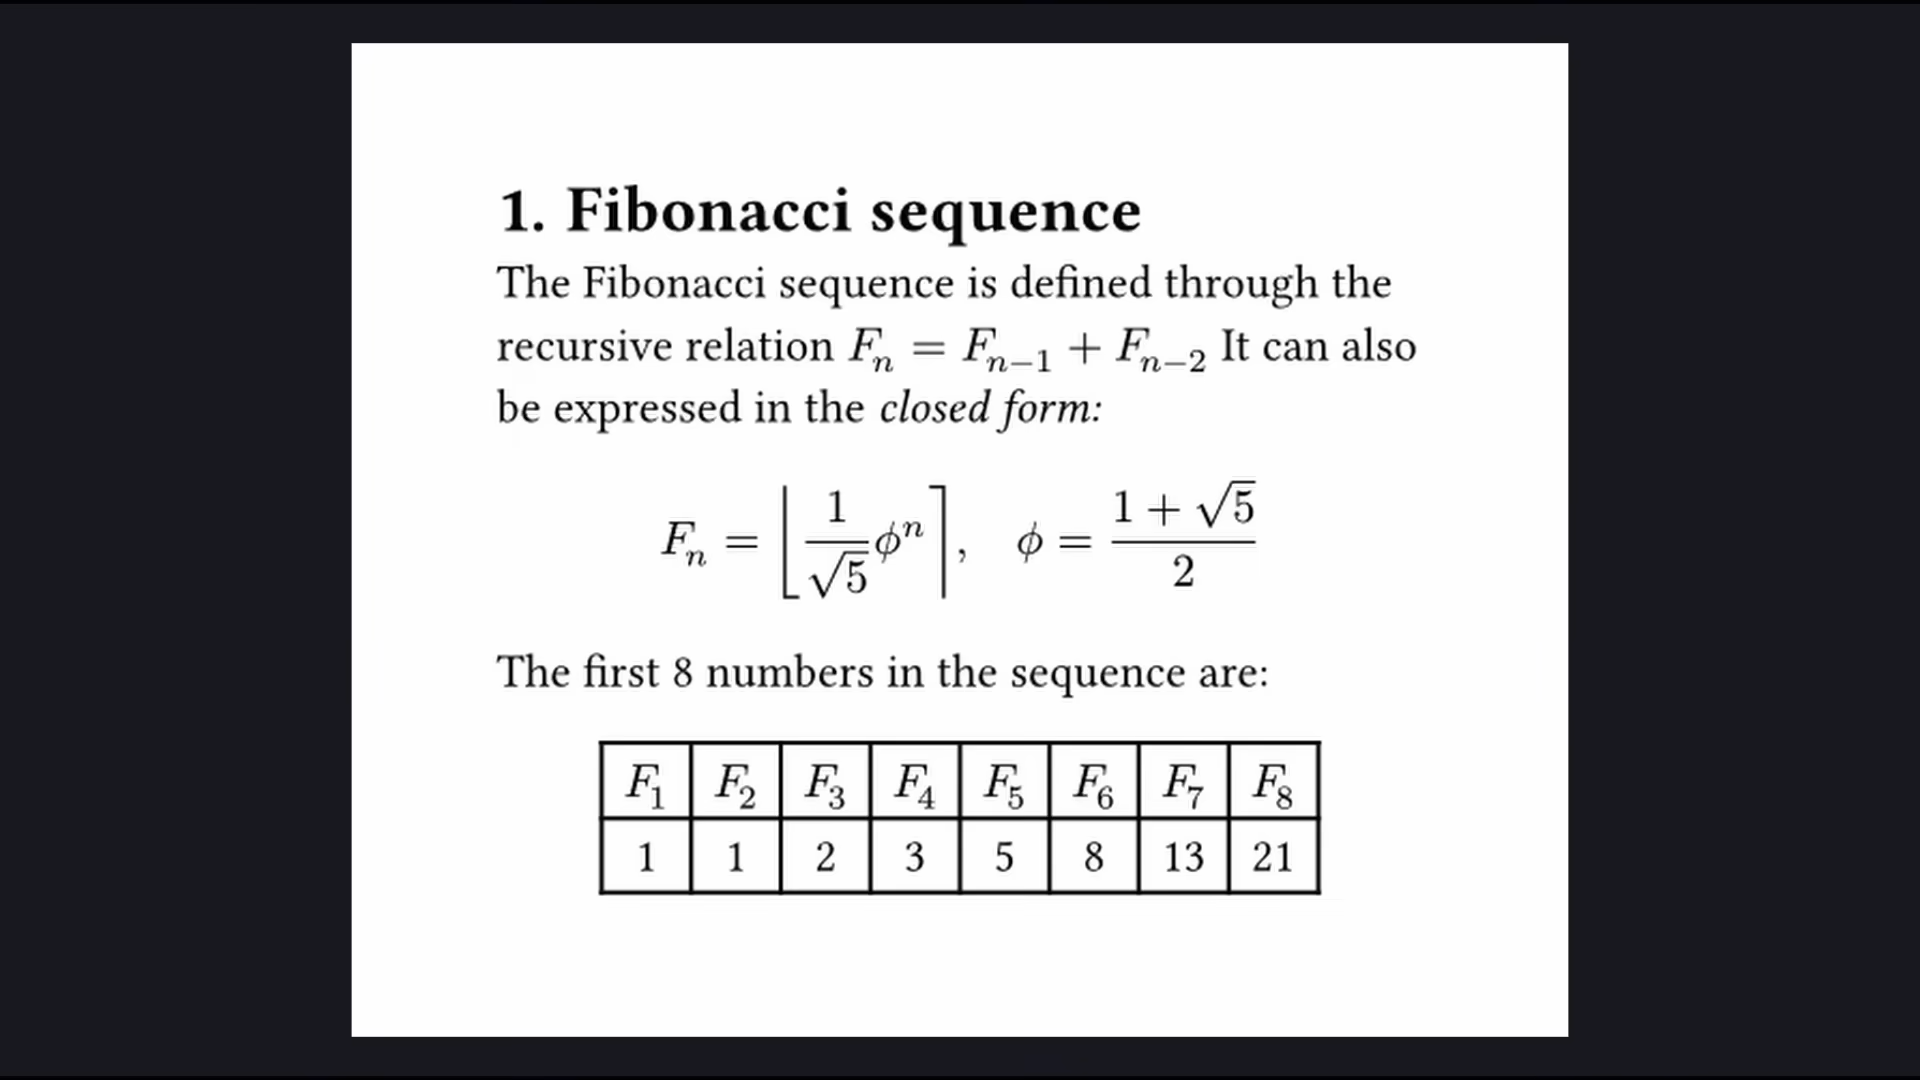 1. Fibonacci sequence
The Fibonacci sequence is defined through the
recursive relation Fₙ = Fₙ₋₁ + Fₙ₋₂ It can also
be expressed in the closed form:
Fₙ = ⌊1/√5 ϕⁿ⌉, ϕ = (1 + √5)/2
The first 8 numbers in the sequence are:
F₁ F₂ F₃ F₄ F₅ F₆ F₇ F₈
1 1 2 3 5 8 13 21